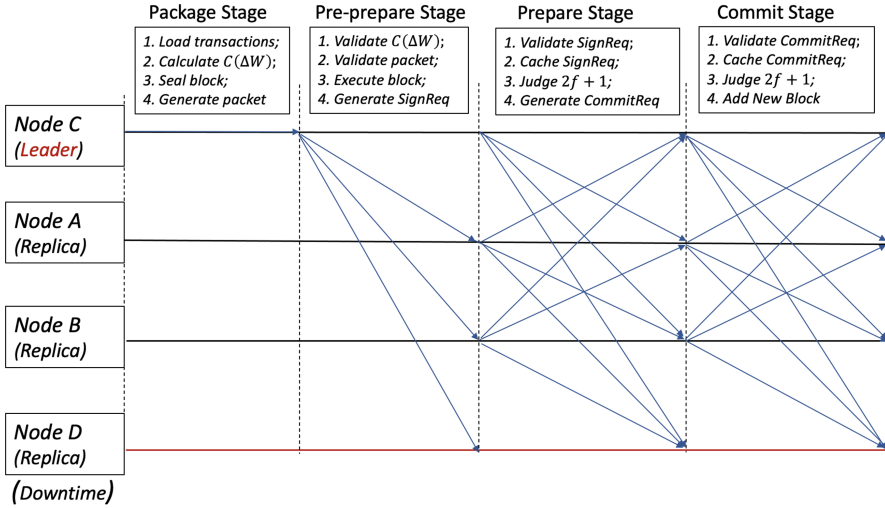 Package Stage
1. Load transactions;
2. Calculate C(ΔW);
3. Seal block;
4. Generate packet
Pre-prepare Stage
1. Validate C(ΔW);
2. Validate packet;
3. Execute block;
4. Generate SignReq
Prepare Stage
1. Validate SignReq;
2. Cache SignReq;
3. Judge 2f + 1;
4. Generate CommitReq
Commit Stage
1. Validate CommitReq;
2. Cache CommitReq;
3. Judge 2f + 1;
4. Add New Block
Node C
(Leader)
Node A
(Replica)
Node B
(Replica)
Node D
(Replica)
(Downtime)